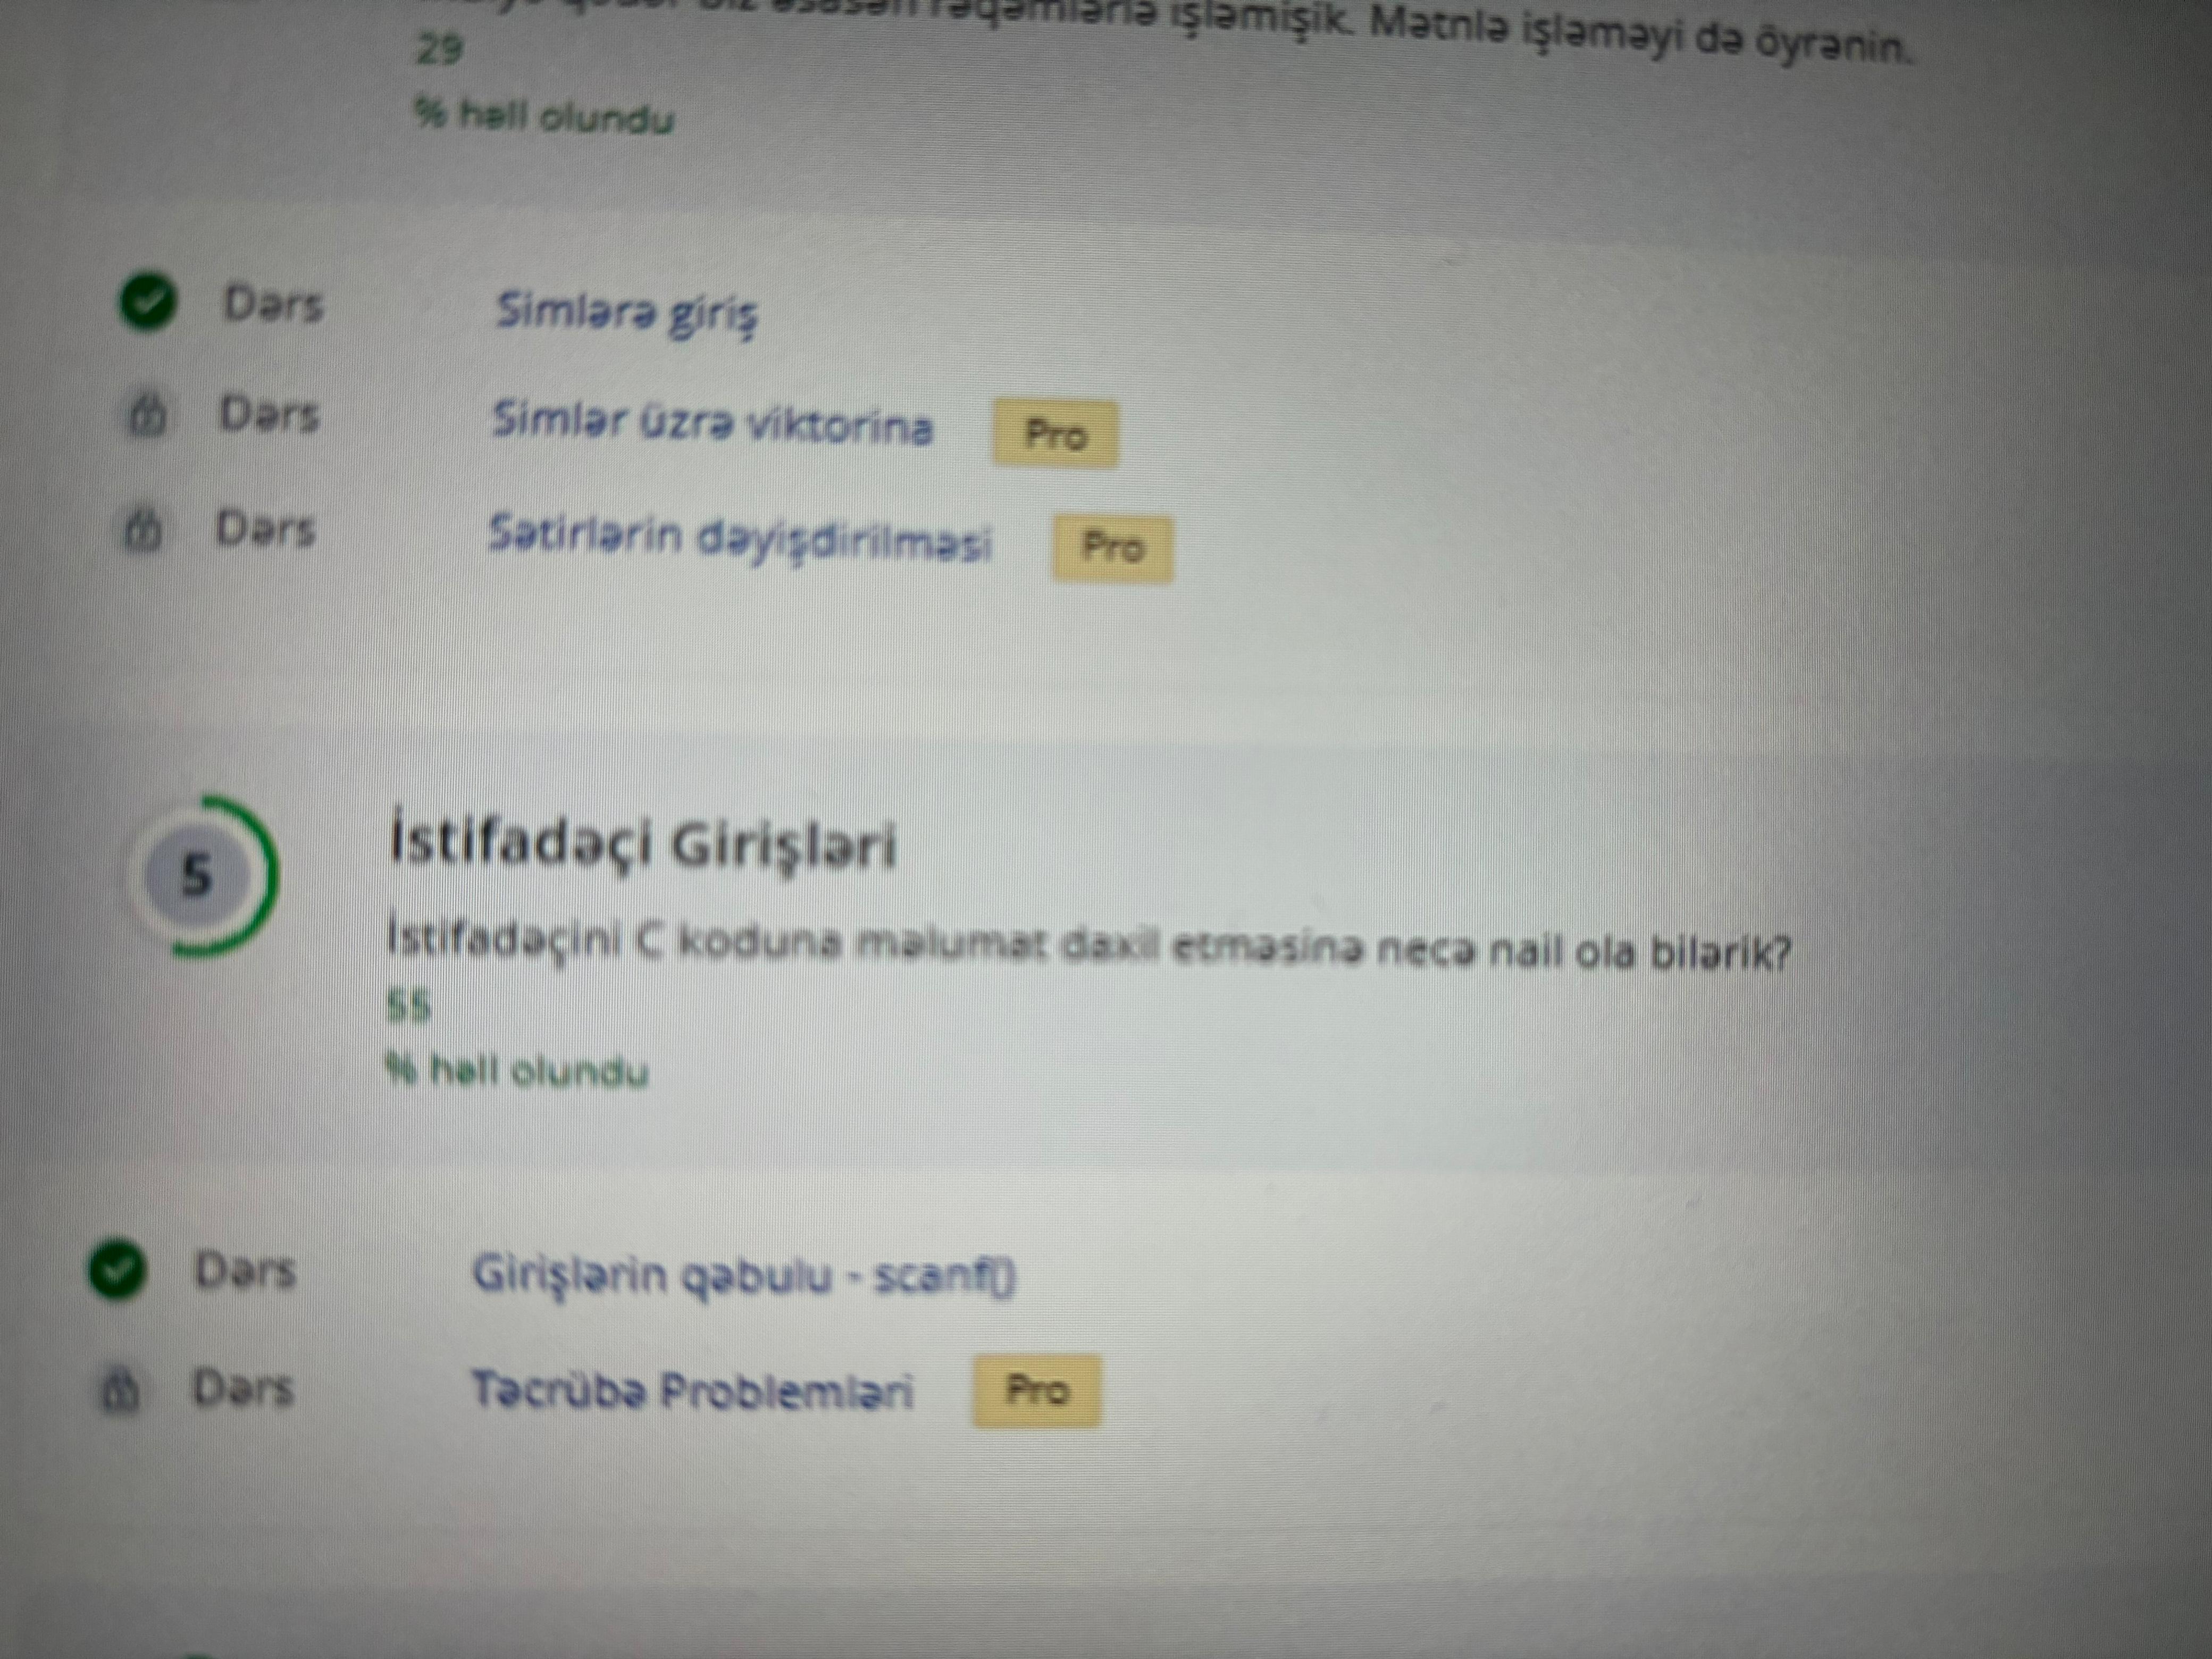 əsasən rəqəmlərlə işləmişik. Mətnlə işləməyi də öyrənin.
29
% həll olundu
Dərs Simlərə giriş
Dərs Simlər üzrə viktorina Pro
Dərs Sətirlərin dəyişdirilməsi Pro
5 İstifadəçi Girişləri
İstifadəçini C koduna məlumat daxil etməsinə necə nail ola bilərik?
55
% həll olundu
Dərs Girişlərin qəbulu - scanf()
Dərs Təcrübə Problemləri Pro